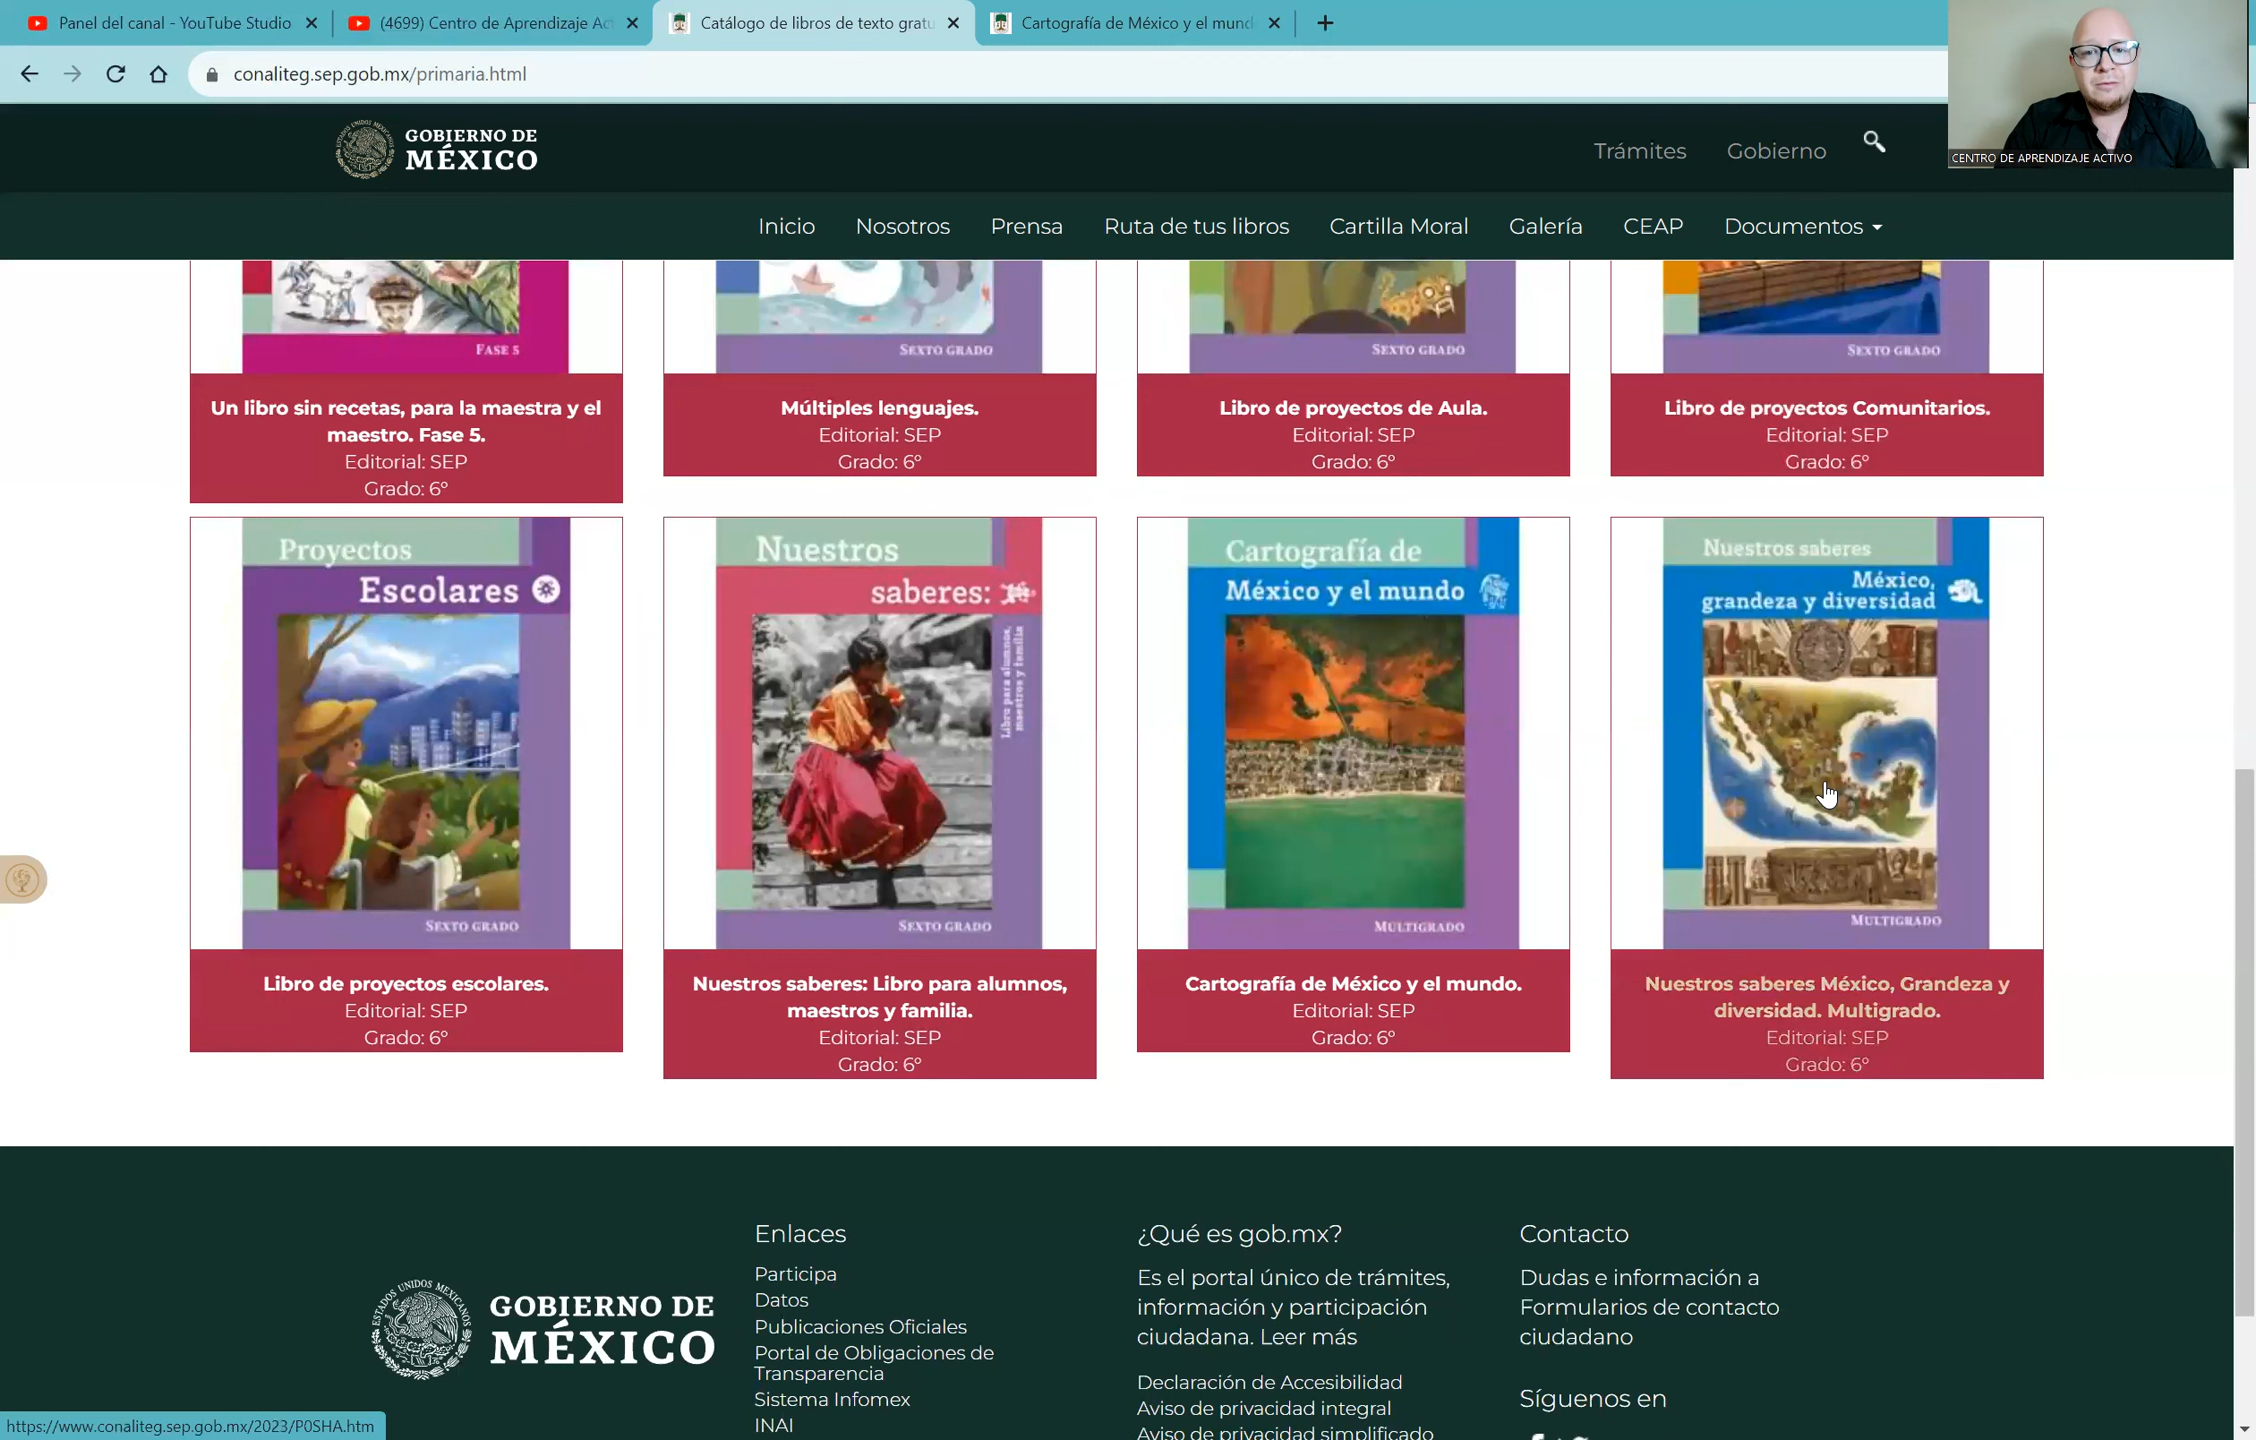 Panel del canal - YouTube Studio
(4699) Centro de Aprendizaje Ac
Catálogo de libros de texto gratu
Cartografía de México y el mund
conaliteg.sep.gob.mx/primaria.html
CENTRO DE APRENDIZAJE ACTIVO
GOBIERNO DE
MÉXICO
Trámites
Gobierno
Inicio
Nosotros
Prensa
Ruta de tus libros
Cartilla Moral
Galería
CEAP
Documentos
FASE 5
SEXTO GRADO
SEXTO GRADO
SEXTO GRADO
Un libro sin recetas, para la maestra y el
maestro. Fase 5.
Editorial: SEP
Grado: 6°
Múltiples lenguajes.
Editorial: SEP
Grado: 6°
Libro de proyectos de Aula.
Editorial: SEP
Grado: 6°
Libro de proyectos Comunitarios.
Editorial: SEP
Grado: 6°
Proyectos
Escolares
SEXTO GRADO
Nuestros
saberes:
Libro para alumnos,
maestros y familia
SEXTO GRADO
Cartografía de
México y el mundo
MULTIGRADO
Nuestros saberes
México,
grandeza y diversidad
MULTIGRADO
Libro de proyectos escolares.
Editorial: SEP
Grado: 6°
Nuestros saberes: Libro para alumnos,
maestros y familia.
Editorial: SEP
Grado: 6°
Cartografía de México y el mundo.
Editorial: SEP
Grado: 6°
Nuestros saberes México, Grandeza y
diversidad. Multigrado.
Editorial: SEP
Grado: 6°
ESTADOS UNIDOS MEXICANOS
GOBIERNO DE
MÉXICO
Enlaces
Participa
Datos
Publicaciones Oficiales
Portal de Obligaciones de
Transparencia
Sistema Infomex
INAI
¿Qué es gob.mx?
Es el portal único de trámites,
información y participación
ciudadana. Leer más
Declaración de Accesibilidad
Aviso de privacidad integral
Aviso de privacidad simplificado
Contacto
Dudas e información a
Formularios de contacto
ciudadano
Síguenos en
https://www.conaliteg.sep.gob.mx/2023/P0SHA.htm